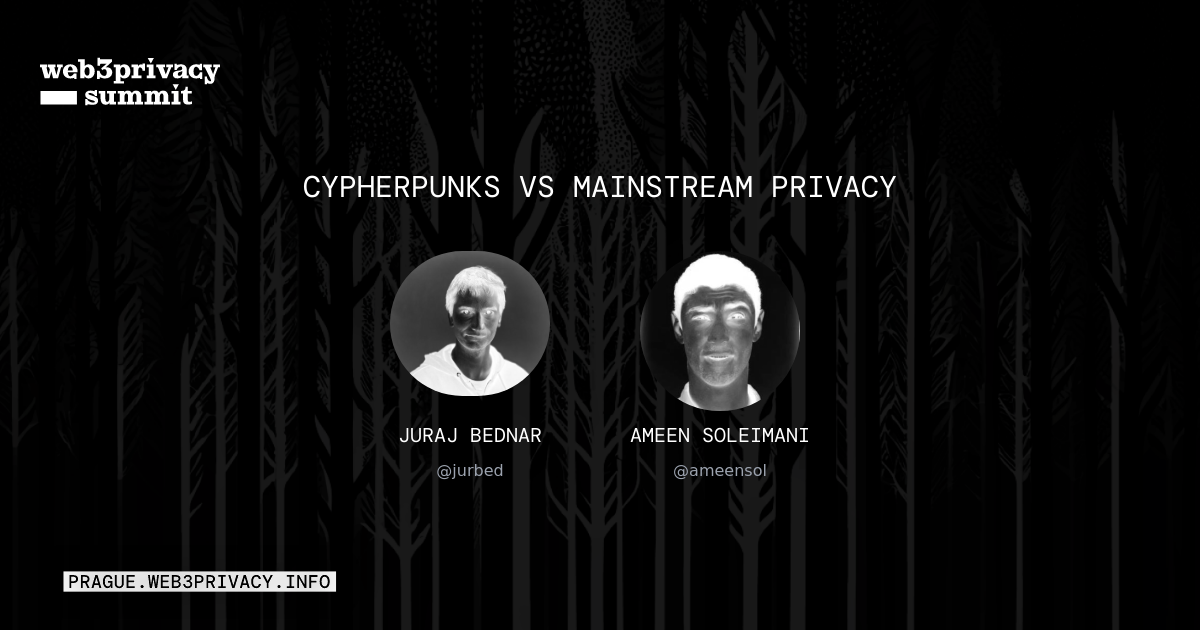 web3privacy
summit
CYPHERPUNKS VS MAINSTREAM PRIVACY
JURAJ BEDNAR
@jurbed
AMEEN SOLEIMANI
@ameensol
PRAGUE.WEB3PRIVACY.INFO